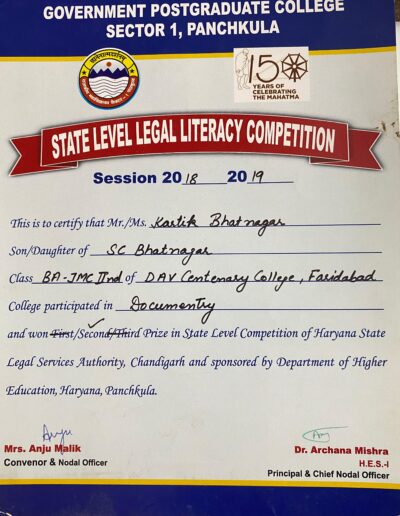 GOVERNMENT POSTGRADUATE COLLEGE
SECTOR 1, PANCHKULA
150
YEARS OF
CELEBRATING
THE MAHATMA
STATE LEVEL LEGAL LITERACY COMPETITION
Session 2018 2019
This is to certify that Mr./Ms. Kartik Bhatnagar
Son/Daughter of SC Bhatnagar
Class BA-JMC IInd of DAV Centenary College, Faridabad
College participated in Documentry
and won First/Second/Third Prize in State Level Competition of Haryana State
Legal Services Authority, Chandigarh and sponsored by Department of Higher
Education, Haryana, Panchkula.
Mrs. Anju Malik
Convenor & Nodal Officer
Dr. Archana Mishra
H.E.S.-I
Principal & Chief Nodal Officer